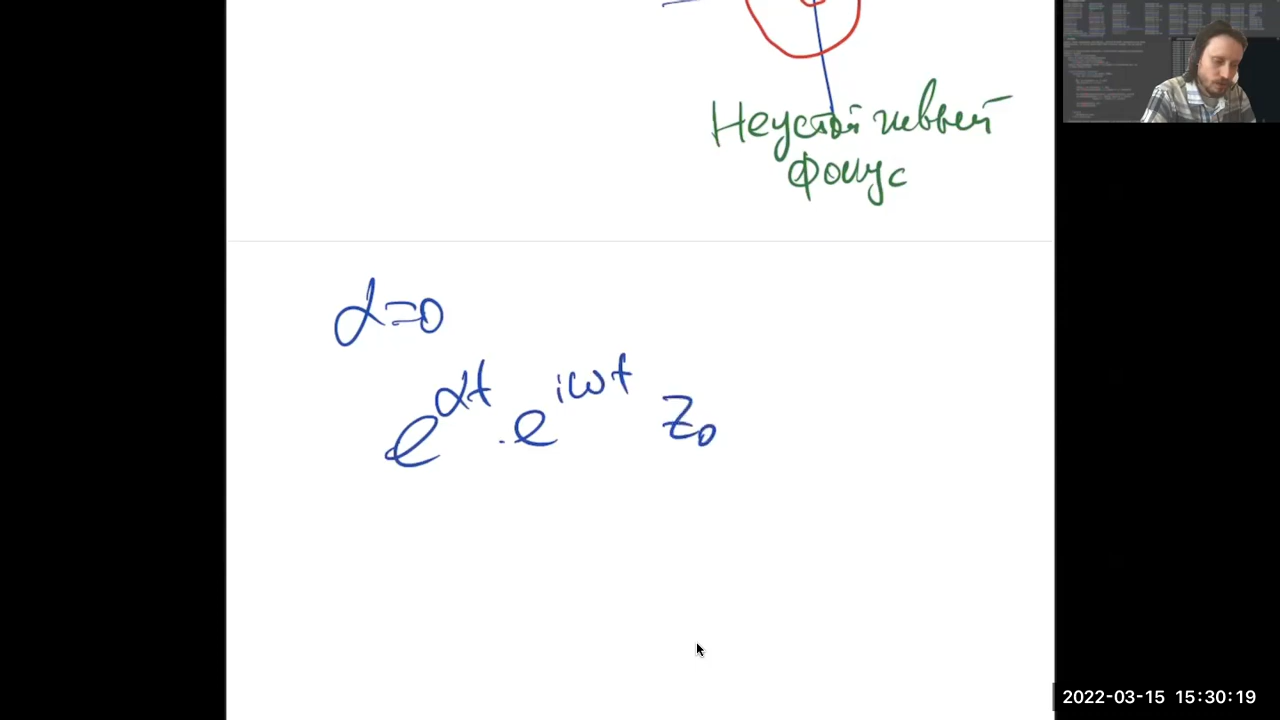 Неустойчивый
фокус
α=0
e^{αt} · e^{iωt} z₀
2022-03-15 15:30:19